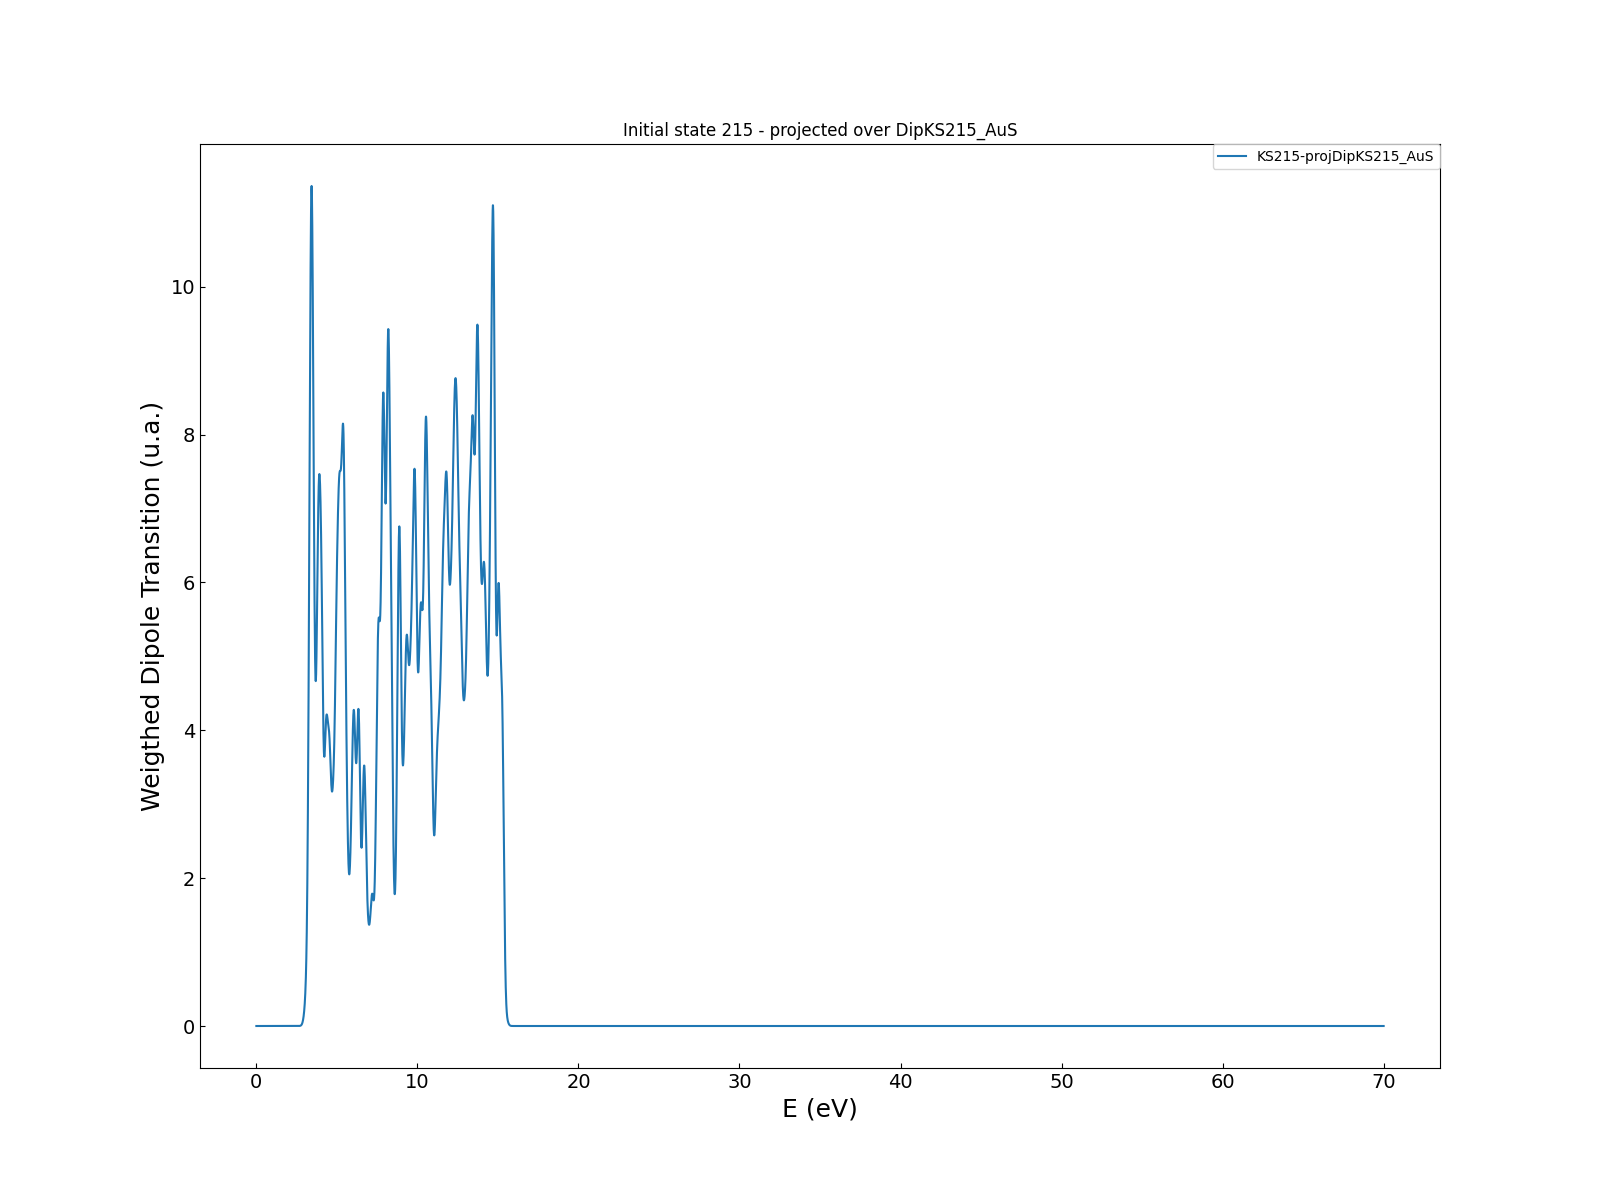 Initial state 215 - projected over DipKS215_AuS
KS215-projDipKS215_AuS
Weigthed Dipole Transition (u.a.)
10
8
6
4
2
0
0 10 20 30 40 50 60 70
E (eV)